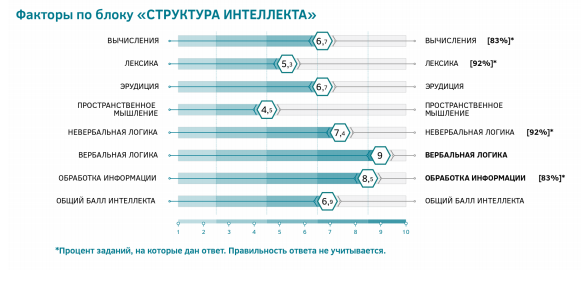 Факторы по блоку «СТРУКТУРА ИНТЕЛЛЕКТА»
ВЫЧИСЛЕНИЯ 6,7 ВЫЧИСЛЕНИЯ [83%]*
ЛЕКСИКА 5,3 ЛЕКСИКА [92%]*
ЭРУДИЦИЯ 6,7 ЭРУДИЦИЯ
ПРОСТРАНСТВЕННОЕ ПРОСТРАНСТВЕННОЕ
МЫШЛЕНИЕ 4,5 МЫШЛЕНИЕ
НЕВЕРБАЛЬНАЯ ЛОГИКА 7,4 НЕВЕРБАЛЬНАЯ ЛОГИКА [92%]*
ВЕРБАЛЬНАЯ ЛОГИКА 9 ВЕРБАЛЬНАЯ ЛОГИКА
ОБРАБОТКА ИНФОРМАЦИИ 8,5 ОБРАБОТКА ИНФОРМАЦИИ [83%]*
ОБЩИЙ БАЛЛ ИНТЕЛЛЕКТА 6,9 ОБЩИЙ БАЛЛ ИНТЕЛЛЕКТА
1 2 3 4 5 6 7 8 9 10
*Процент заданий, на которые дан ответ. Правильность ответа не учитывается.